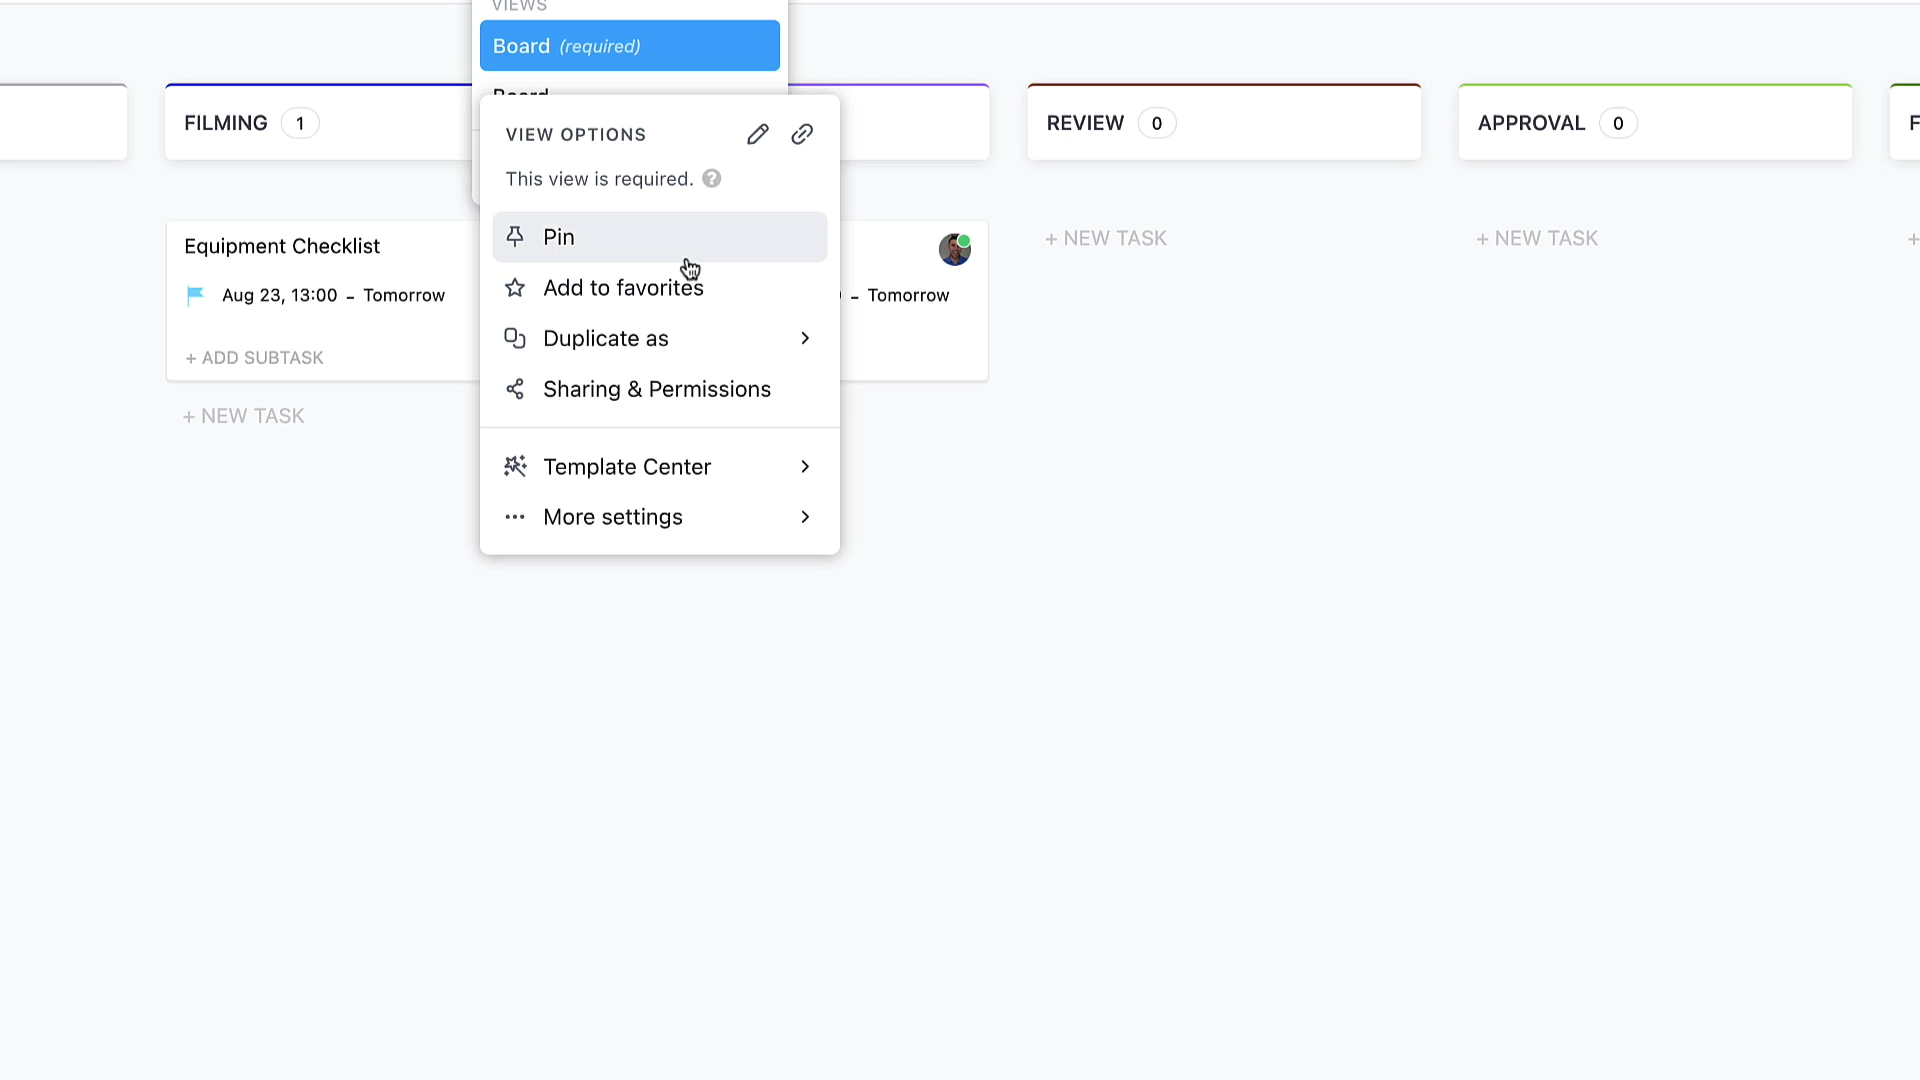 VIEWS
Board (required)
Board
FILMING 1
REVIEW 0
APPROVAL 0
F
VIEW OPTIONS
This view is required. ?
Pin
Add to favorites
Duplicate as
Sharing & Permissions
Template Center
More settings
Equipment Checklist
Aug 23, 13:00 – Tomorrow
+ ADD SUBTASK
+ NEW TASK
– Tomorrow
+ NEW TASK
+ NEW TASK
+